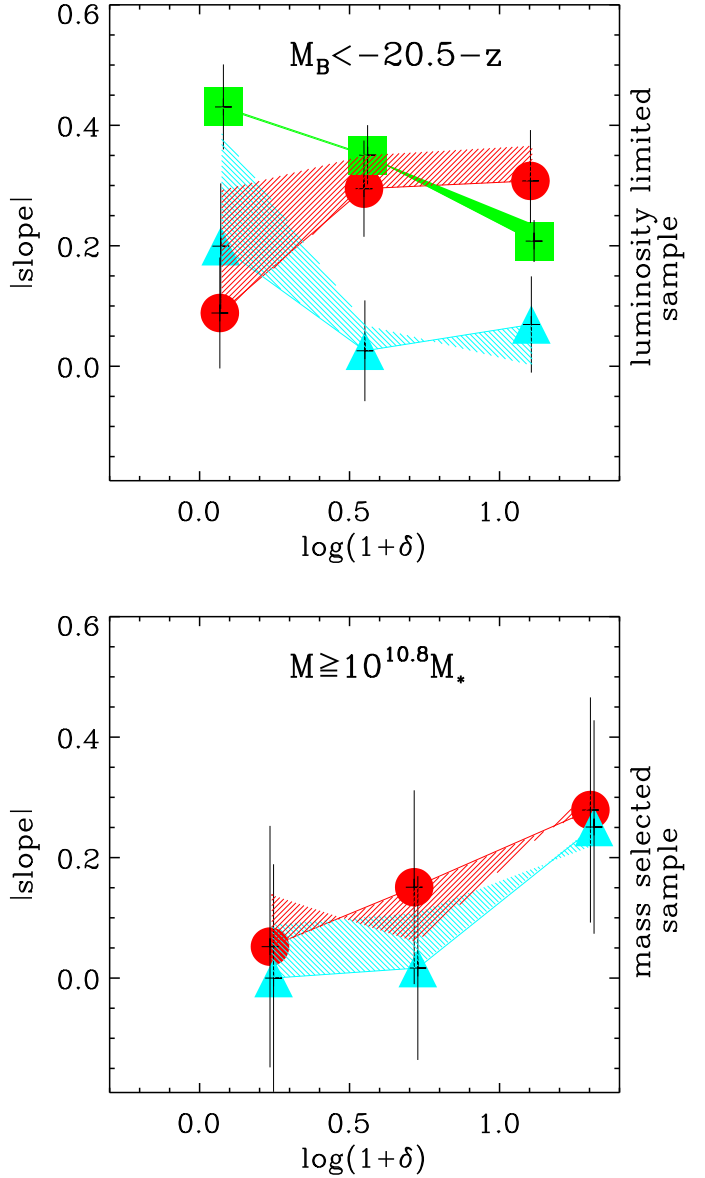 M_B<−20.5−z
0.6
0.4
0.2
0.0
|slope|
0.0 0.5 1.0
log(1+δ)
luminosity limited
sample
M≧10^10.8M_*
0.6
0.4
0.2
0.0
|slope|
0.0 0.5 1.0
log(1+δ)
mass selected
sample